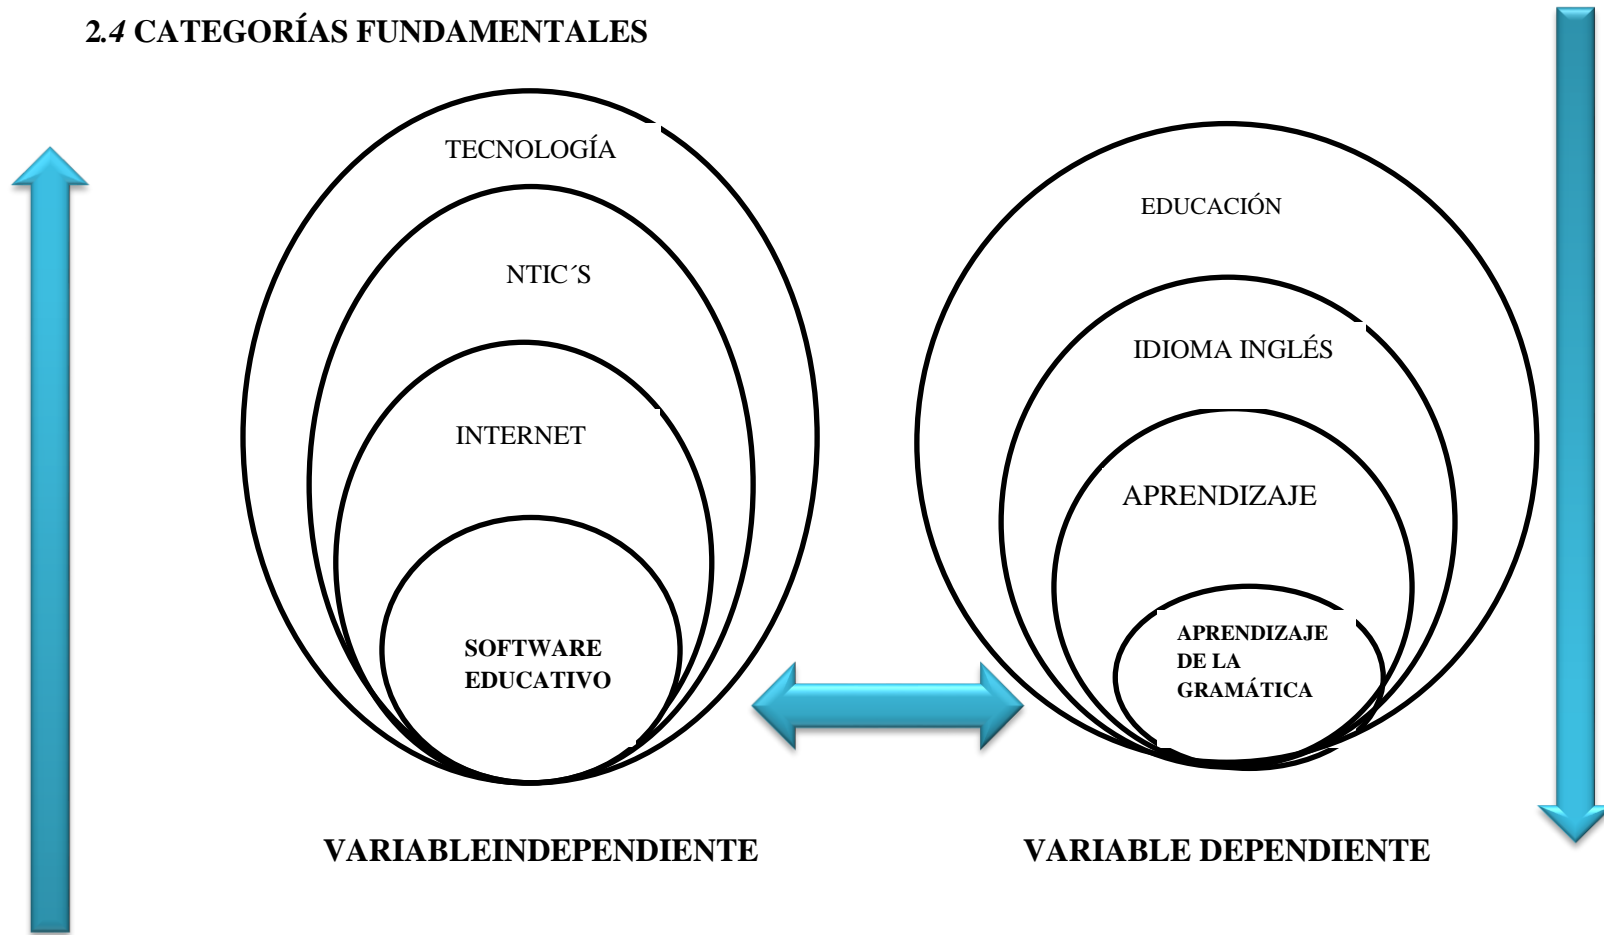 2.4 CATEGORÍAS FUNDAMENTALES
TECNOLOGÍA
NTIC´S
INTERNET
SOFTWARE
EDUCATIVO
VARIABLEINDEPENDIENTE
EDUCACIÓN
IDIOMA INGLÉS
APRENDIZAJE
APRENDIZAJE
DE LA
GRAMÁTICA
VARIABLE DEPENDIENTE